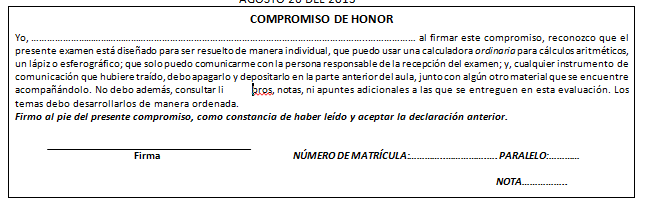 AGOSTO 26 DEL 2015
COMPROMISO DE HONOR
Yo, ………………………………………………………………………………………………………… al firmar este compromiso, reconozco que el
presente examen está diseñado para ser resuelto de manera individual, que puedo usar una calculadora ordinaria para cálculos aritméticos,
un lápiz o esferográfico; que solo puedo comunicarme con la persona responsable de la recepción del examen; y, cualquier instrumento de
comunicación que hubiere traído, debo apagarlo y depositarlo en la parte anterior del aula, junto con algún otro material que se encuentre
acompañándolo. No debo además, consultar li bros, notas, ni apuntes adicionales a las que se entreguen en esta evaluación. Los
temas debo desarrollarlos de manera ordenada.
Firmo al pie del presente compromiso, como constancia de haber leído y aceptar la declaración anterior.
Firma NÚMERO DE MATRÍCULA:…………………………. PARALELO:…………
NOTA……………..